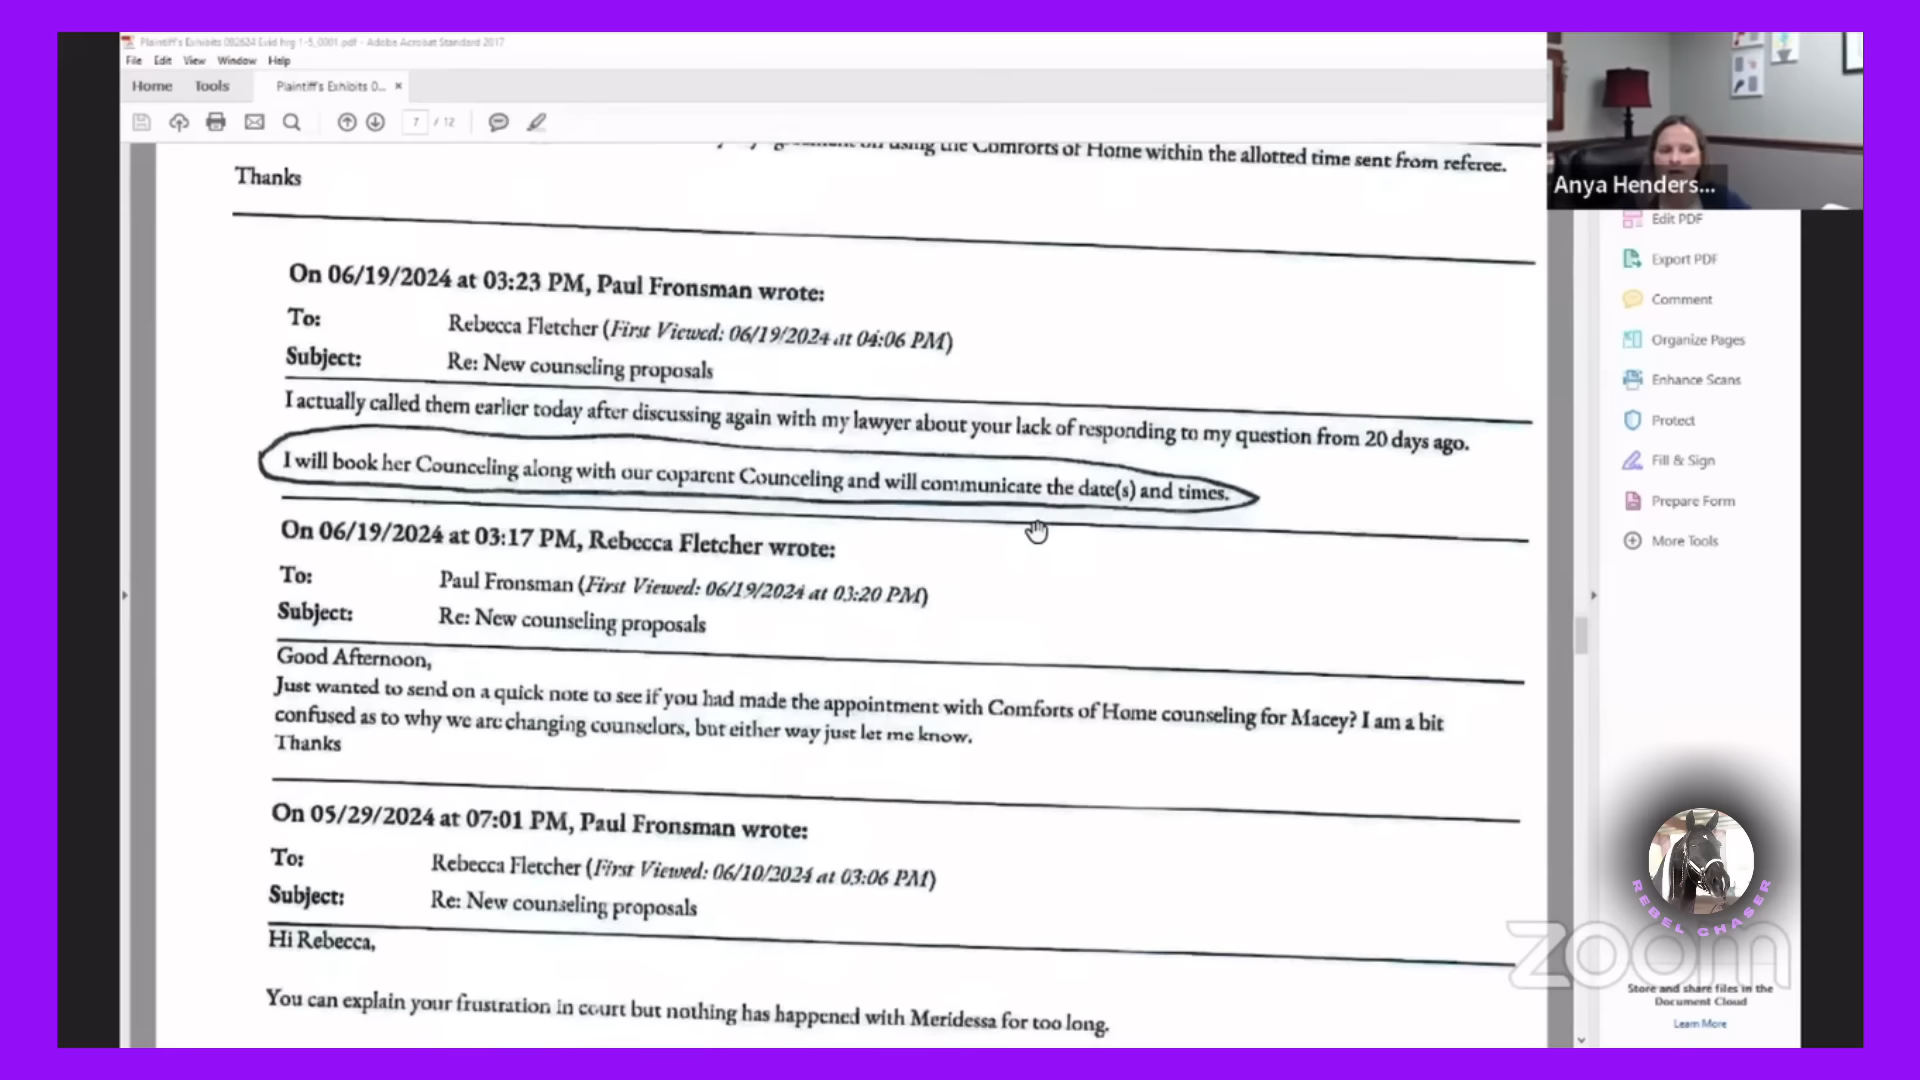 Plaintiff's Exhibits 092624 Evid hrg 1-5_0001.pdf - Adobe Acrobat Standard 2017
File Edit View Window Help
Home Tools Plaintiff's Exhibits 0... ×
7 / 12
using the Comforts of Home within the allotted time sent from referee.
Thanks
Anya Henders...
On 06/19/2024 at 03:23 PM, Paul Fronsman wrote:
To: Rebecca Fletcher (First Viewed: 06/19/2024 at 04:06 PM)
Subject: Re: New counseling proposals
I actually called them earlier today after discussing again with my lawyer about your lack of responding to my question from 20 days ago.
I will book her Counceling along with our coparent Counceling and will communicate the date(s) and times.
On 06/19/2024 at 03:17 PM, Rebecca Fletcher wrote:
To: Paul Fronsman (First Viewed: 06/19/2024 at 03:20 PM)
Subject: Re: New counseling proposals
Good Afternoon,
Just wanted to send on a quick note to see if you had made the appointment with Comforts of Home counseling for Macey? I am a bit
confused as to why we are changing counselors, but either way just let me know.
Thanks
On 05/29/2024 at 07:01 PM, Paul Fronsman wrote:
To: Rebecca Fletcher (First Viewed: 06/10/2024 at 03:06 PM)
Subject: Re: New counseling proposals
Hi Rebecca,
You can explain your frustration in court but nothing has happened with Meridessa for too long.
Edit PDF
Export PDF
Comment
Organize Pages
Enhance Scans
Protect
Fill & Sign
Prepare Form
More Tools
REBEL CHASER
zoom
Store and share files in the
Document Cloud
Learn More